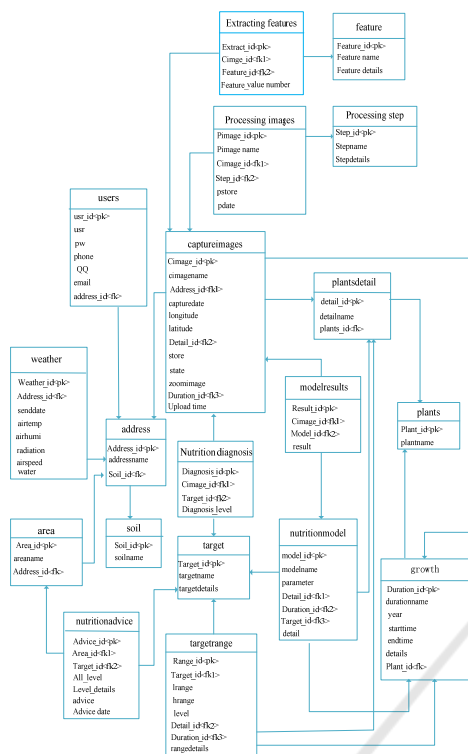 Extracting features
Extract_id<pk>
Cimge_id<fk1>
Feature_id<fk2>
Feature_value number
feature
Feature_id<pk>
Feature name
Feature details
Processing images
Pimage_id<pk>
Pimage name
Cimage_id<fk1>
Step_id<fk2>
pstore
pdate
Processing step
Step_id<pk>
Stepname
Stepdetails
users
usr_id<pk>
usr
pw
phone
QQ
email
address_id<fk>
captureimages
Cimage_id<pk>
cimagename
Address_id<fk1>
capturedate
longitude
latitude
Detail_id<fk2>
store
state
zoomimage
Duration_id<fk3>
Upload time
plantsdetail
detail_id<pk>
detailname
plants_id<fk>
weather
Weather_id<pk>
Address_id<fk>
senddate
airtemp
airhumi
radiation
airspeed
water
address
Address_id<pk>
addressname
Soil_id<fk>
modelresults
Result_id<pk>
Cimage_id<fk1>
Model_id<fk2>
result
plants
Plant_id<pk>
plantname
Nutrition diagnosis
Diagnosis_id<pk>
Cimage_id<fk1>
Target_id<fk2>
Diagnosis_level
area
Area_id<pk>
areaname
Address_id<fk>
soil
Soil_id<pk>
soilname
target
Target_id<pk>
targetname
targetdetails
nutritionmodel
model_id<pk>
modelname
parameter
Detail_id<fk1>
Duration_id<fk2>
Target_id<fk3>
detail
growth
Duration_id<pk>
durationname
year
starttime
endtime
details
Plant_id<fk>
nutritionadvice
Advice_id<pk>
Area_id<fk1>
Target_id<fk2>
All_level
Level_details
advice
Advice date
targetrange
Range_id<pk>
Target_id<fk1>
lrange
hrange
level
Detail_id<fk2>
Duration_id<fk3>
rangedetails